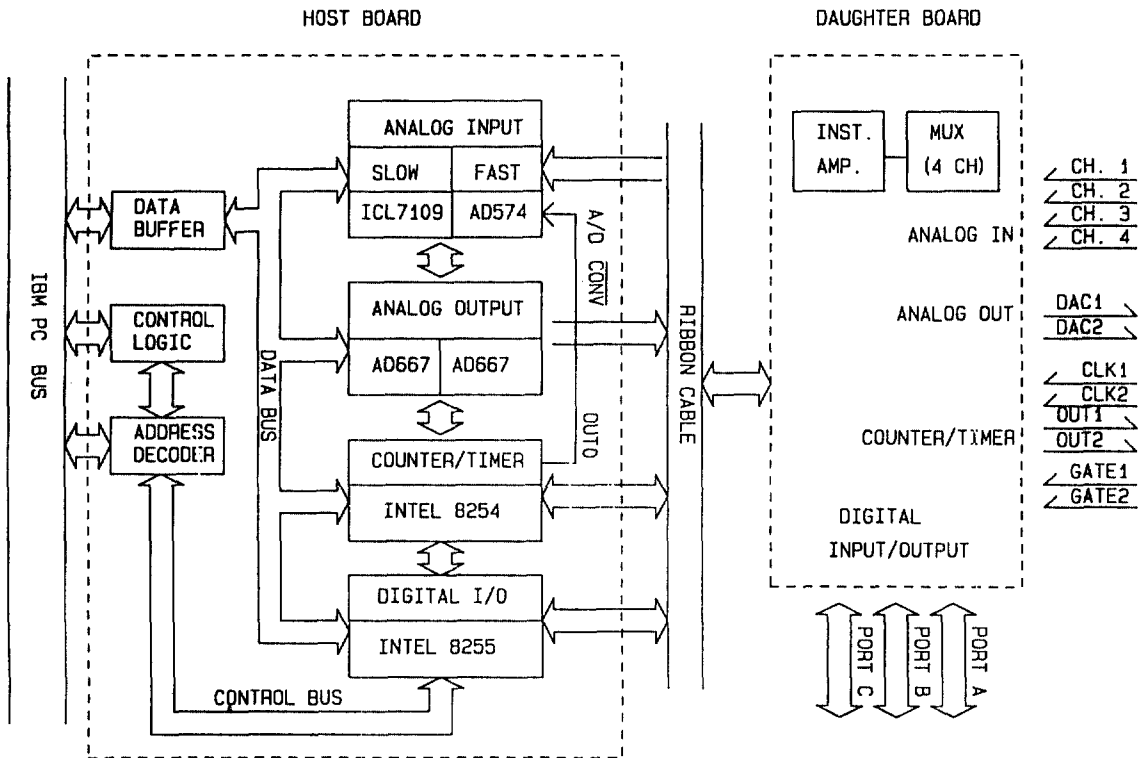 HOST BOARD
DAUGHTER BOARD
IBM PC BUS
DATA
BUFFER
CONTROL
LOGIC
ADDRESS
DECODER
DATA BUS
CONTROL BUS
ANALOG INPUT
SLOW
FAST
ICL7109
AD574
A/D CONV
ANALOG OUTPUT
AD667
AD667
OUT0
COUNTER/TIMER
INTEL 8254
DIGITAL I/O
INTEL 8255
RIBBON CABLE
INST.
AMP.
MUX
(4 CH)
ANALOG IN
CH. 1
CH. 2
CH. 3
CH. 4
ANALOG OUT
DAC1
DAC2
COUNTER/TIMER
CLK1
CLK2
OUT1
OUT2
GATE1
GATE2
DIGITAL
INPUT/OUTPUT
PORT C
PORT B
PORT A